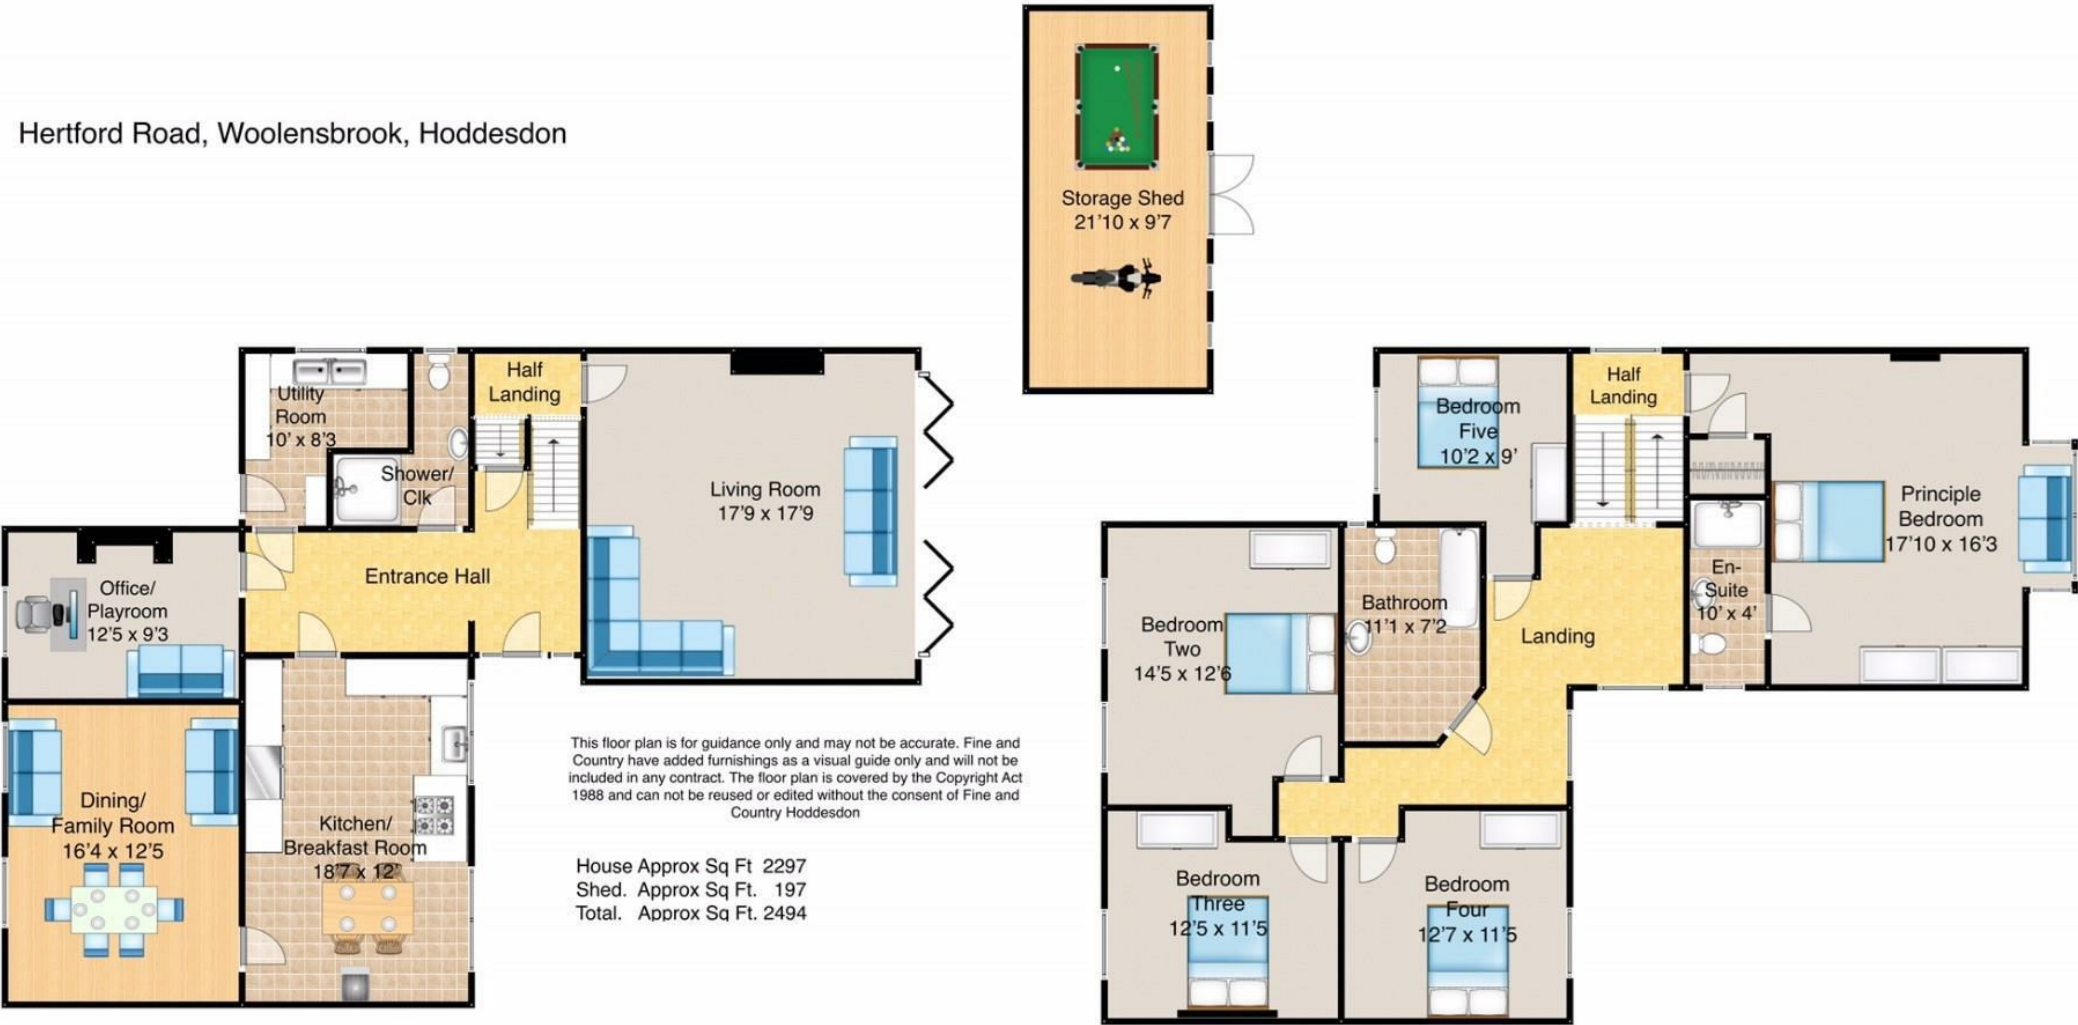 Hertford Road, Woolensbrook, Hoddesdon
Storage Shed
21'10 x 9'7
Utility
Room
10' x 8'3
Shower/
Clk
Half
Landing
Living Room
17'9 x 17'9
Entrance Hall
Office/
Playroom
12'5 x 9'3
Dining/
Family Room
16'4 x 12'5
Kitchen/
Breakfast Room
18'7 x 12'
This floor plan is for guidance only and may not be accurate. Fine and
Country have added furnishings as a visual guide only and will not be
included in any contract. The floor plan is covered by the Copyright Act
1988 and can not be reused or edited without the consent of Fine and
Country Hoddesdon
House Approx Sq Ft 2297
Shed. Approx Sq Ft. 197
Total. Approx Sq Ft. 2494
Bedroom
Five
10'2 x 9'
Half
Landing
Principle
Bedroom
17'10 x 16'3
En-
Suite
10' x 4'
Bathroom
11'1 x 7'2
Landing
Bedroom
Two
14'5 x 12'6
Bedroom
Three
12'5 x 11'5
Bedroom
Four
12'7 x 11'5